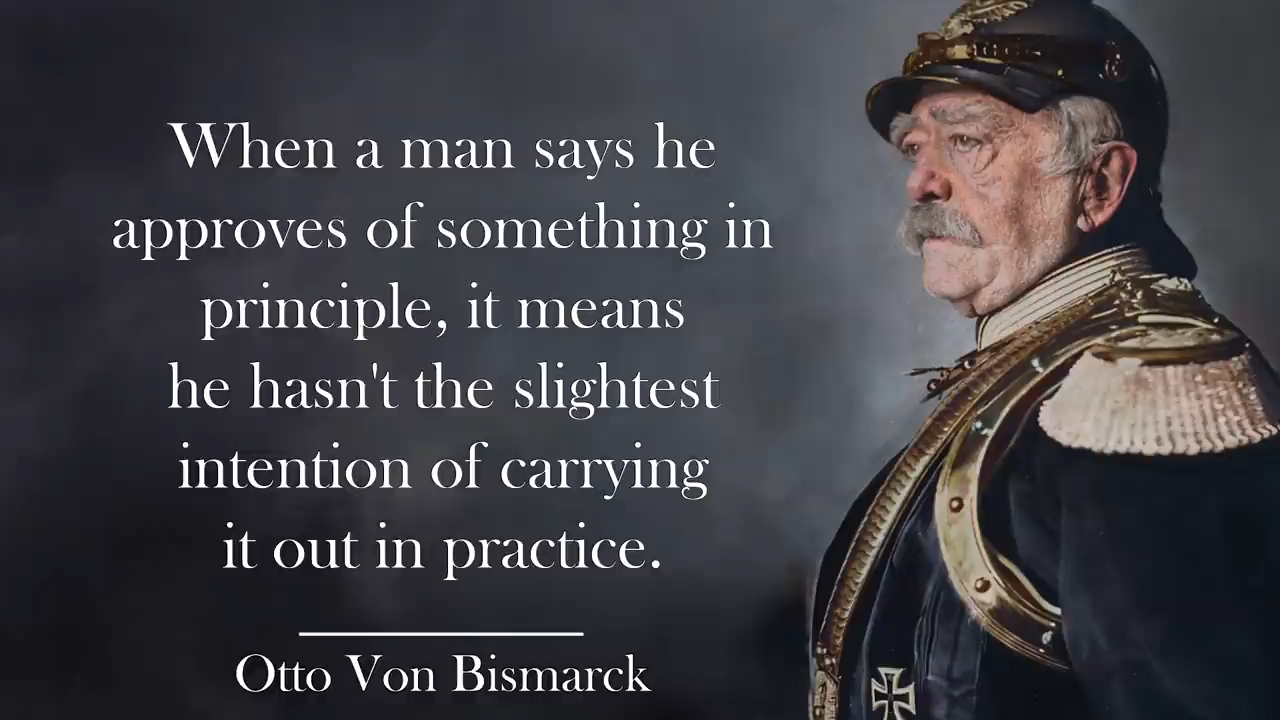 When a man says he
approves of something in
principle, it means
he hasn't the slightest
intention of carrying
it out in practice.
Otto Von Bismarck